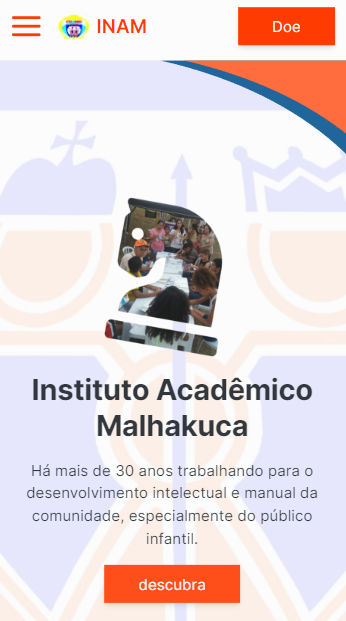 INAM
Doe
Instituto Acadêmico
Malhakuca
Há mais de 30 anos trabalhando para o
desenvolvimento intelectual e manual da
comunidade, especialmente do público
infantil.
descubra